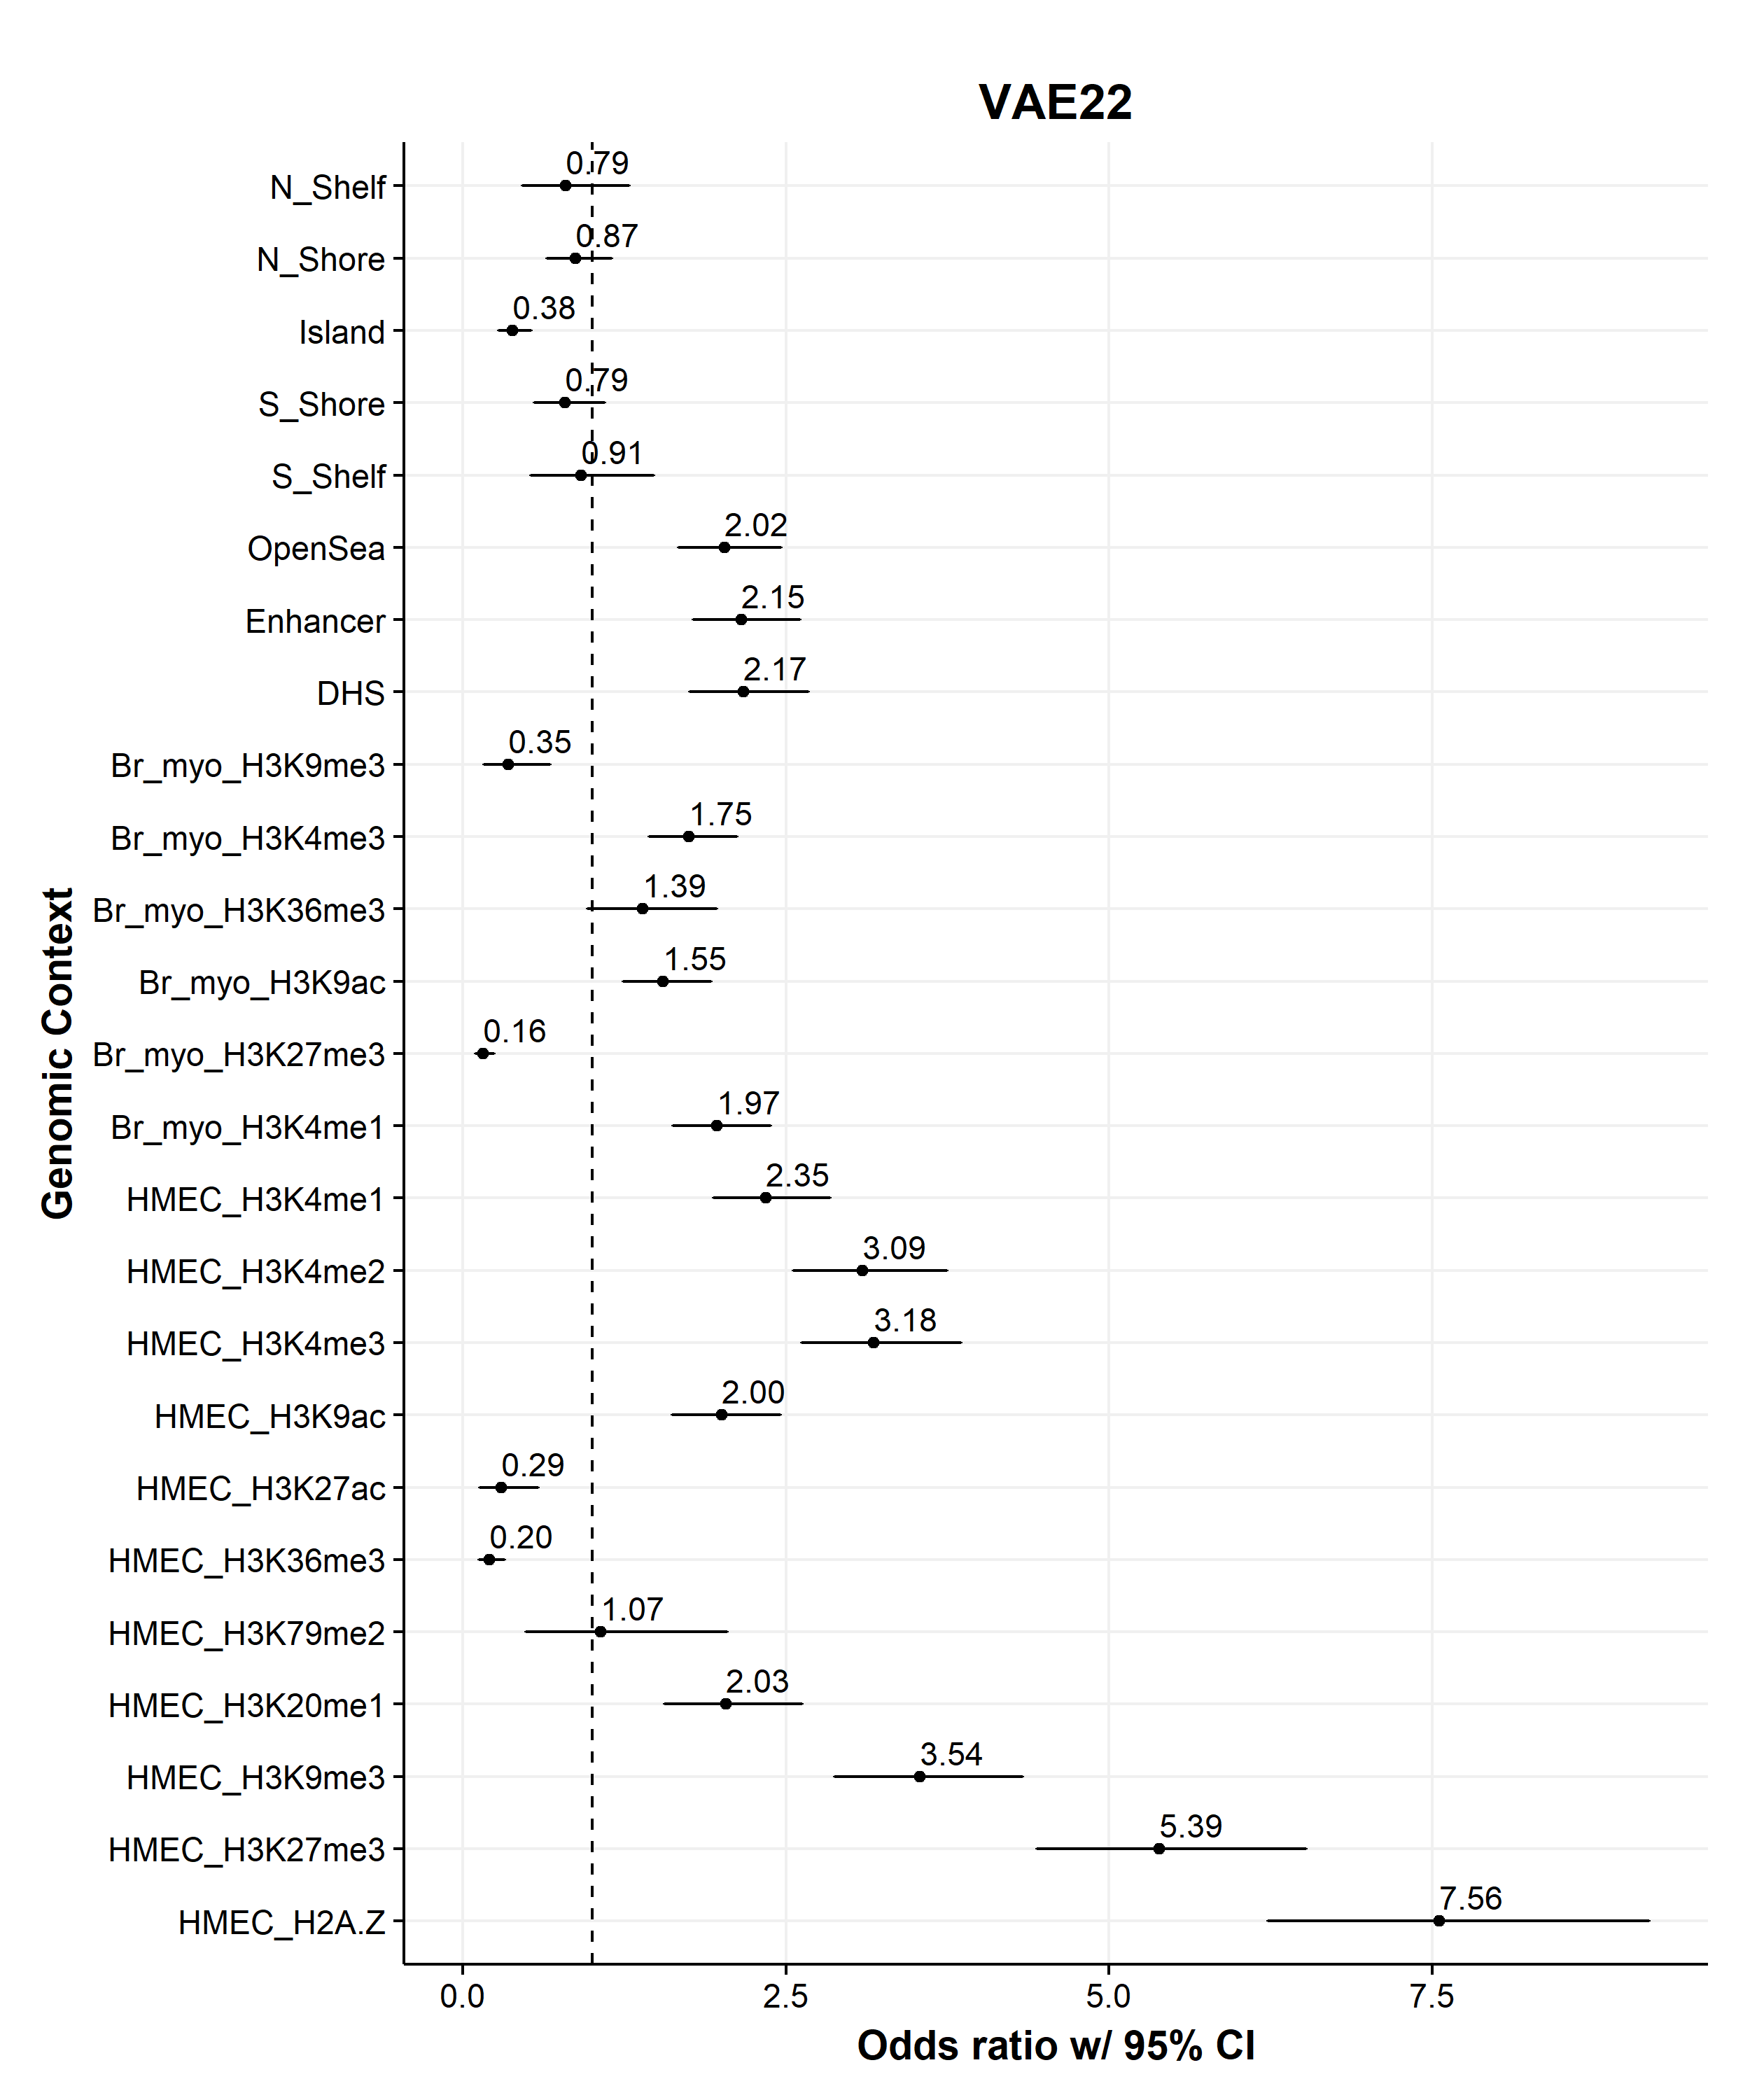 VAE22
N_Shelf 0.79
N_Shore 0.87
Island 0.38
S_Shore 0.79
S_Shelf 0.91
OpenSea 2.02
Enhancer 2.15
DHS 2.17
Br_myo_H3K9me3 0.35
Br_myo_H3K4me3 1.75
Br_myo_H3K36me3 1.39
Br_myo_H3K9ac 1.55
Br_myo_H3K27me3 0.16
Br_myo_H3K4me1 1.97
HMEC_H3K4me1 2.35
HMEC_H3K4me2 3.09
HMEC_H3K4me3 3.18
HMEC_H3K9ac 2.00
HMEC_H3K27ac 0.29
HMEC_H3K36me3 0.20
HMEC_H3K79me2 1.07
HMEC_H3K20me1 2.03
HMEC_H3K9me3 3.54
HMEC_H3K27me3 5.39
HMEC_H2A.Z 7.56
Genomic Context
0.0 2.5 5.0 7.5
Odds ratio w/ 95% CI